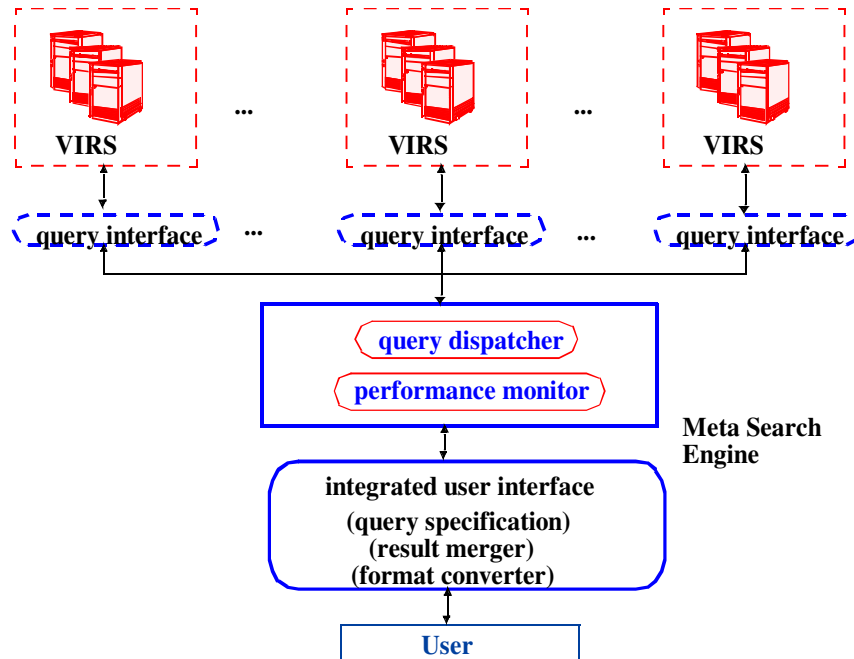 ... ...
VIRS VIRS VIRS
query interface ... query interface ... query interface
query dispatcher
performance monitor
Meta Search
Engine
integrated user interface
(query specification)
(result merger)
(format converter)
User